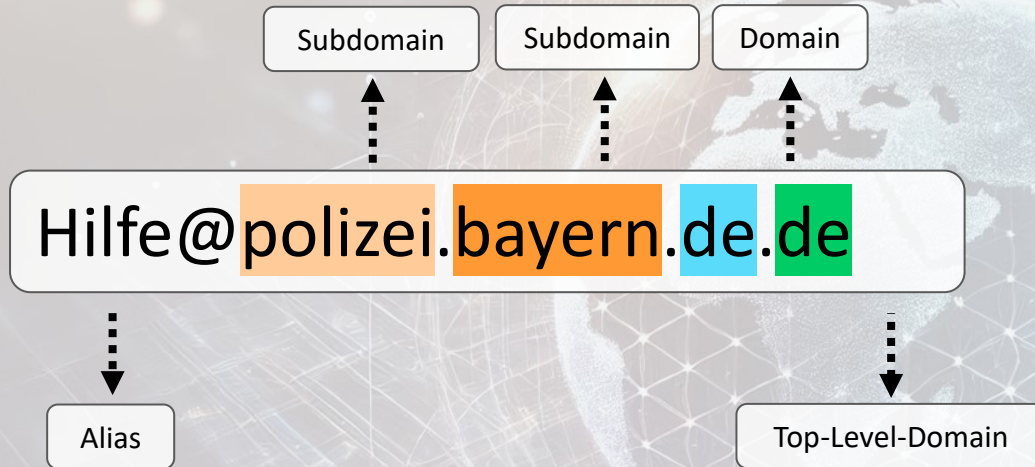 Subdomain Subdomain Domain
Hilfe@polizei.bayern.de.de
Alias Top-Level-Domain